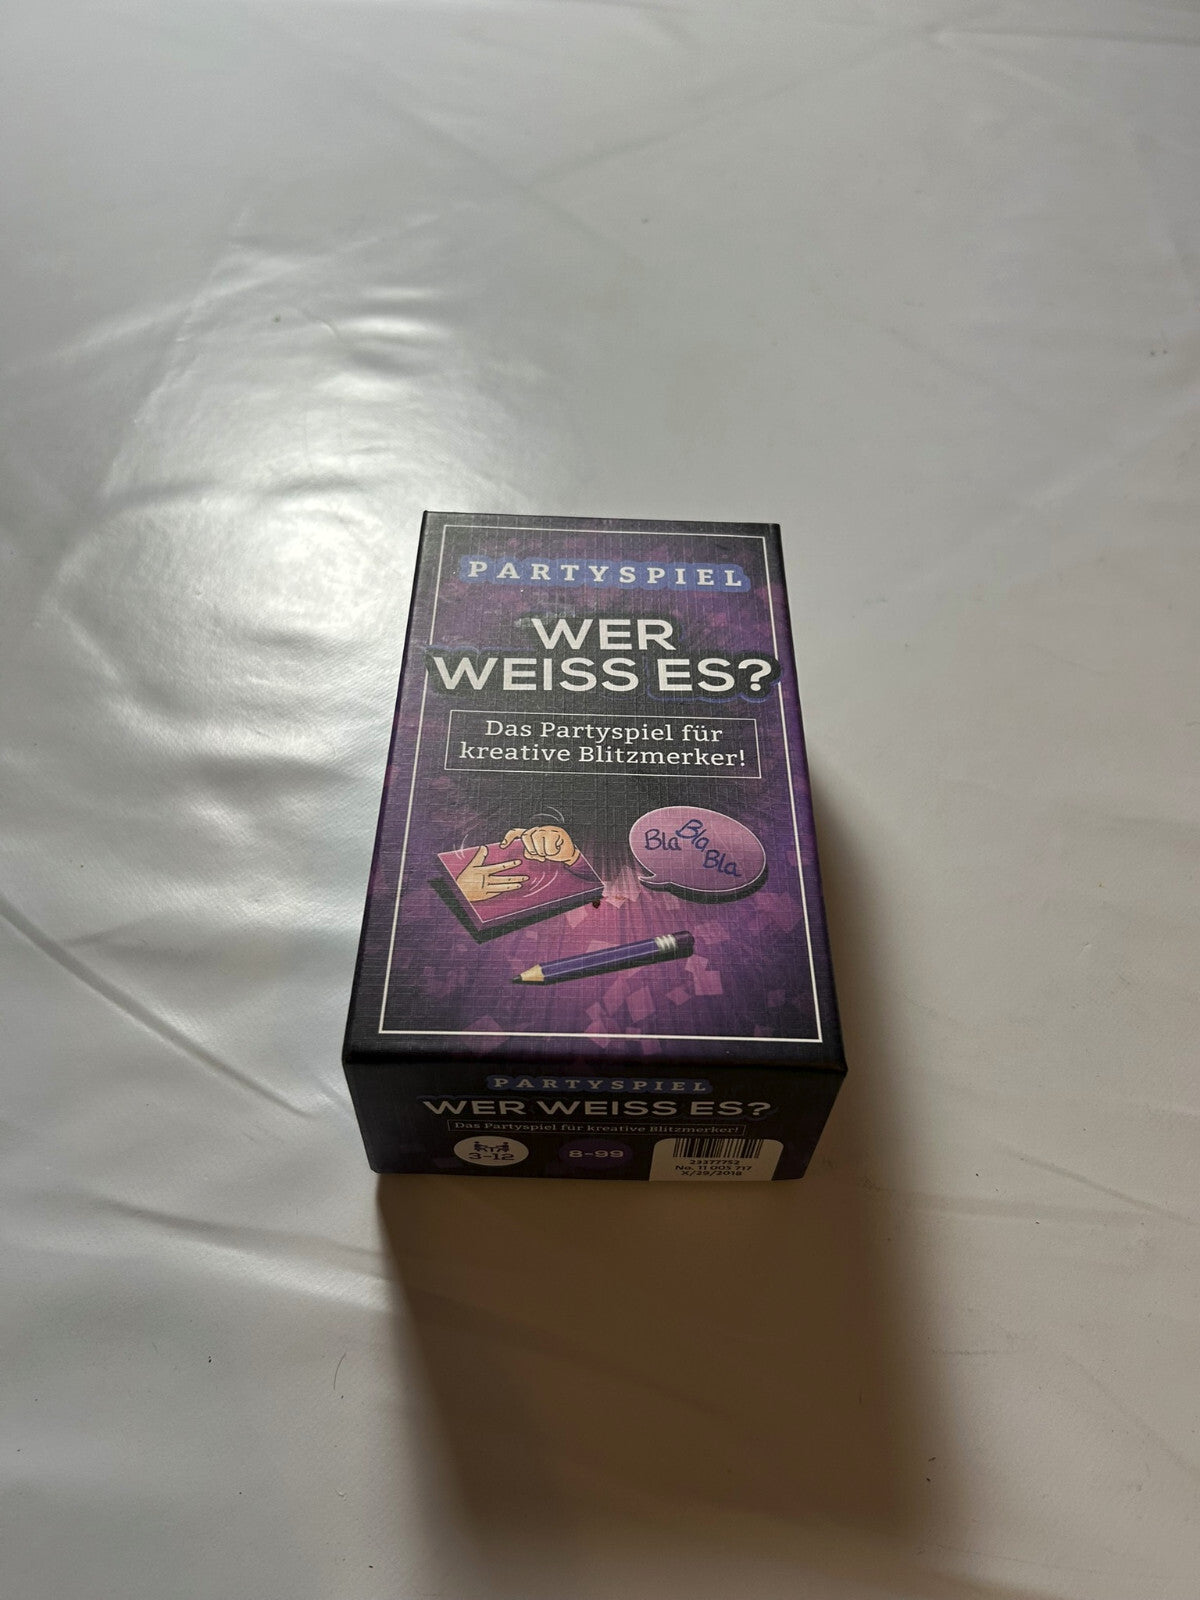 PARTYSPIEL
WER
WEISS ES?
Das Partyspiel für
kreative Blitzmerker!
Bla
Bla
Bla
PARTYSPIEL
WER WEISS ES?
Das Partyspiel für kreative Blitzmerker!
3-12
8-99
23377752
No. 11 005 717
X/29/2018